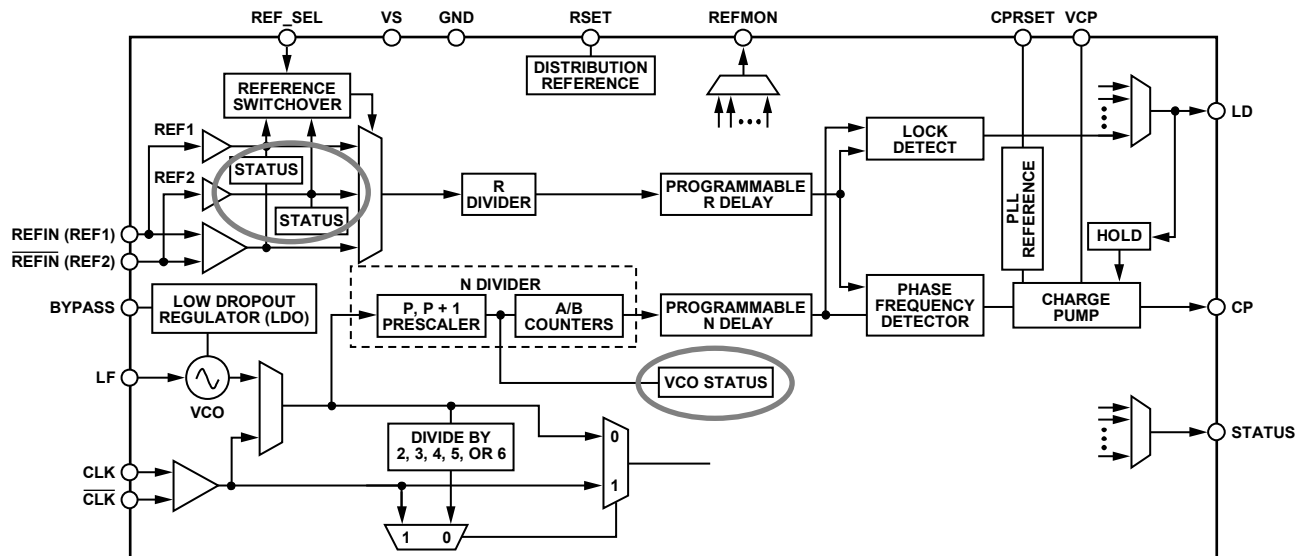 REF_SEL
VS
GND
RSET
REFMON
CPRSET
VCP
DISTRIBUTION
REFERENCE
REFERENCE
SWITCHOVER
REF1
STATUS
REF2
STATUS
LD
LOCK
DETECT
R
DIVIDER
PROGRAMMABLE
R DELAY
PLL
REFERENCE
HOLD
REFIN (REF1)
REFIN (REF2)
N DIVIDER
BYPASS
LOW DROPOUT
REGULATOR (LDO)
P, P + 1
PRESCALER
A/B
COUNTERS
PROGRAMMABLE
N DELAY
PHASE
FREQUENCY
DETECTOR
CHARGE
PUMP
CP
LF
VCO
VCO STATUS
STATUS
DIVIDE BY
2, 3, 4, 5, OR 6
0
1
CLK
CLK
1 0